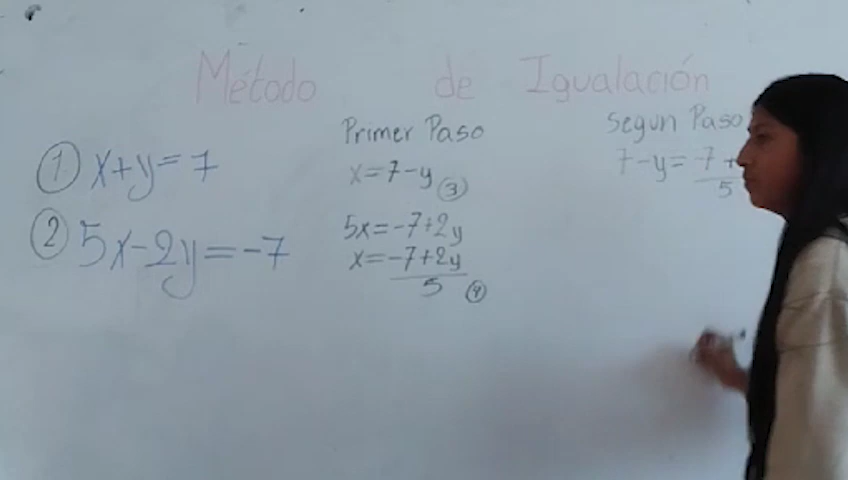 Método de Igualación
① x+y=7
② 5x-2y=-7
Primer Paso
x=7-y ③
5x=-7+2y
x=-7+2y
5 ④
Segun Paso
7-y=-7+
5